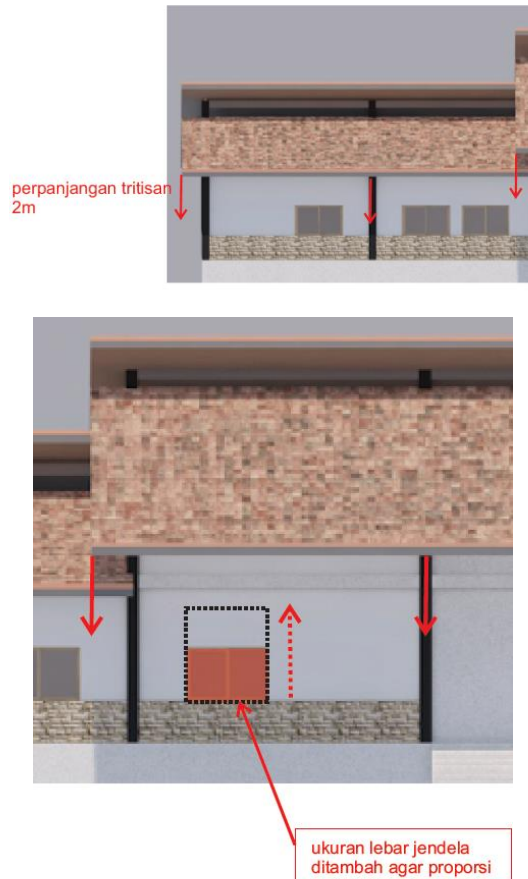 perpanjangan tritisan
2m
ukuran lebar jendela
ditambah agar proporsi